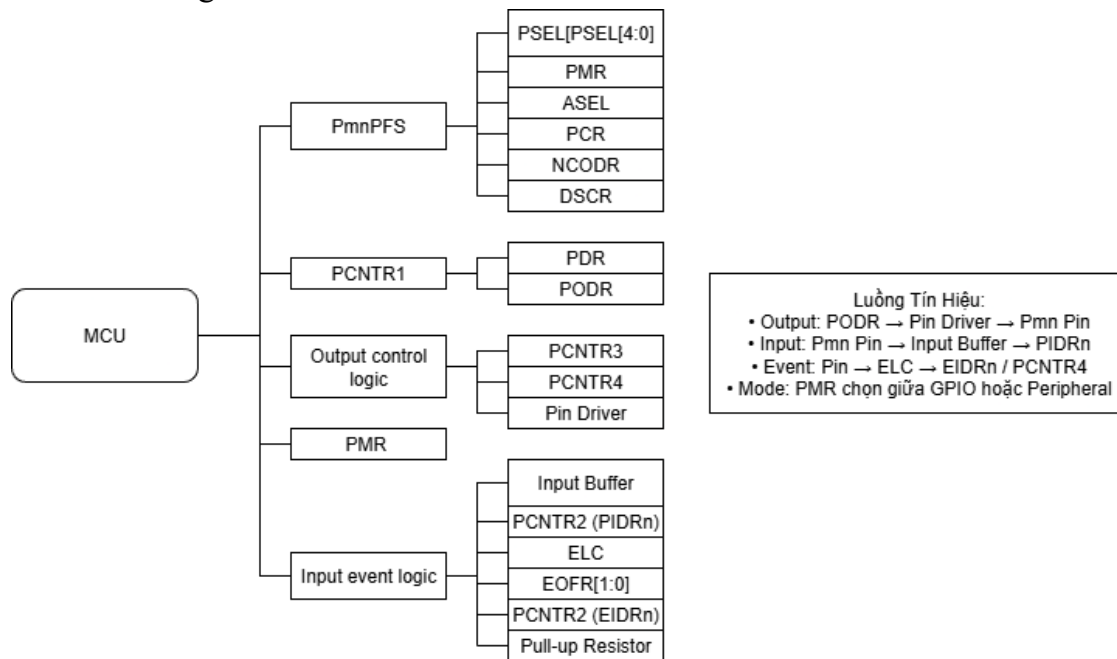 PSEL[PSEL[4:0]
PMR
ASEL
PCR
NCODR
DSCR
PmnPFS
PDR
PODR
PCNTR1
MCU
Output control
logic
PCNTR3
PCNTR4
Pin Driver
PMR
Input Buffer
PCNTR2 (PIDRn)
ELC
EOFR[1:0]
PCNTR2 (EIDRn)
Pull-up Resistor
Input event logic
Luồng Tín Hiệu:
• Output: PODR → Pin Driver → Pmn Pin
• Input: Pmn Pin → Input Buffer → PIDRn
• Event: Pin → ELC → EIDRn / PCNTR4
• Mode: PMR chọn giữa GPIO hoặc Peripheral